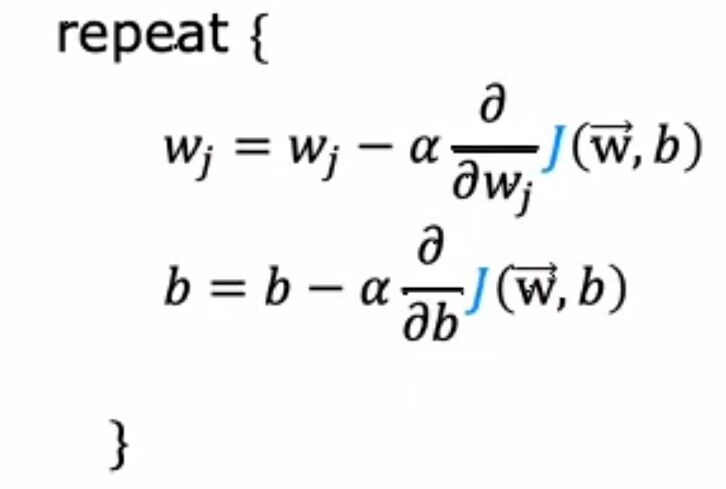 repeat {
w_j = w_j − α ∂/∂w_j J(w⃗, b)
b = b − α ∂/∂b J(w⃗, b)
}